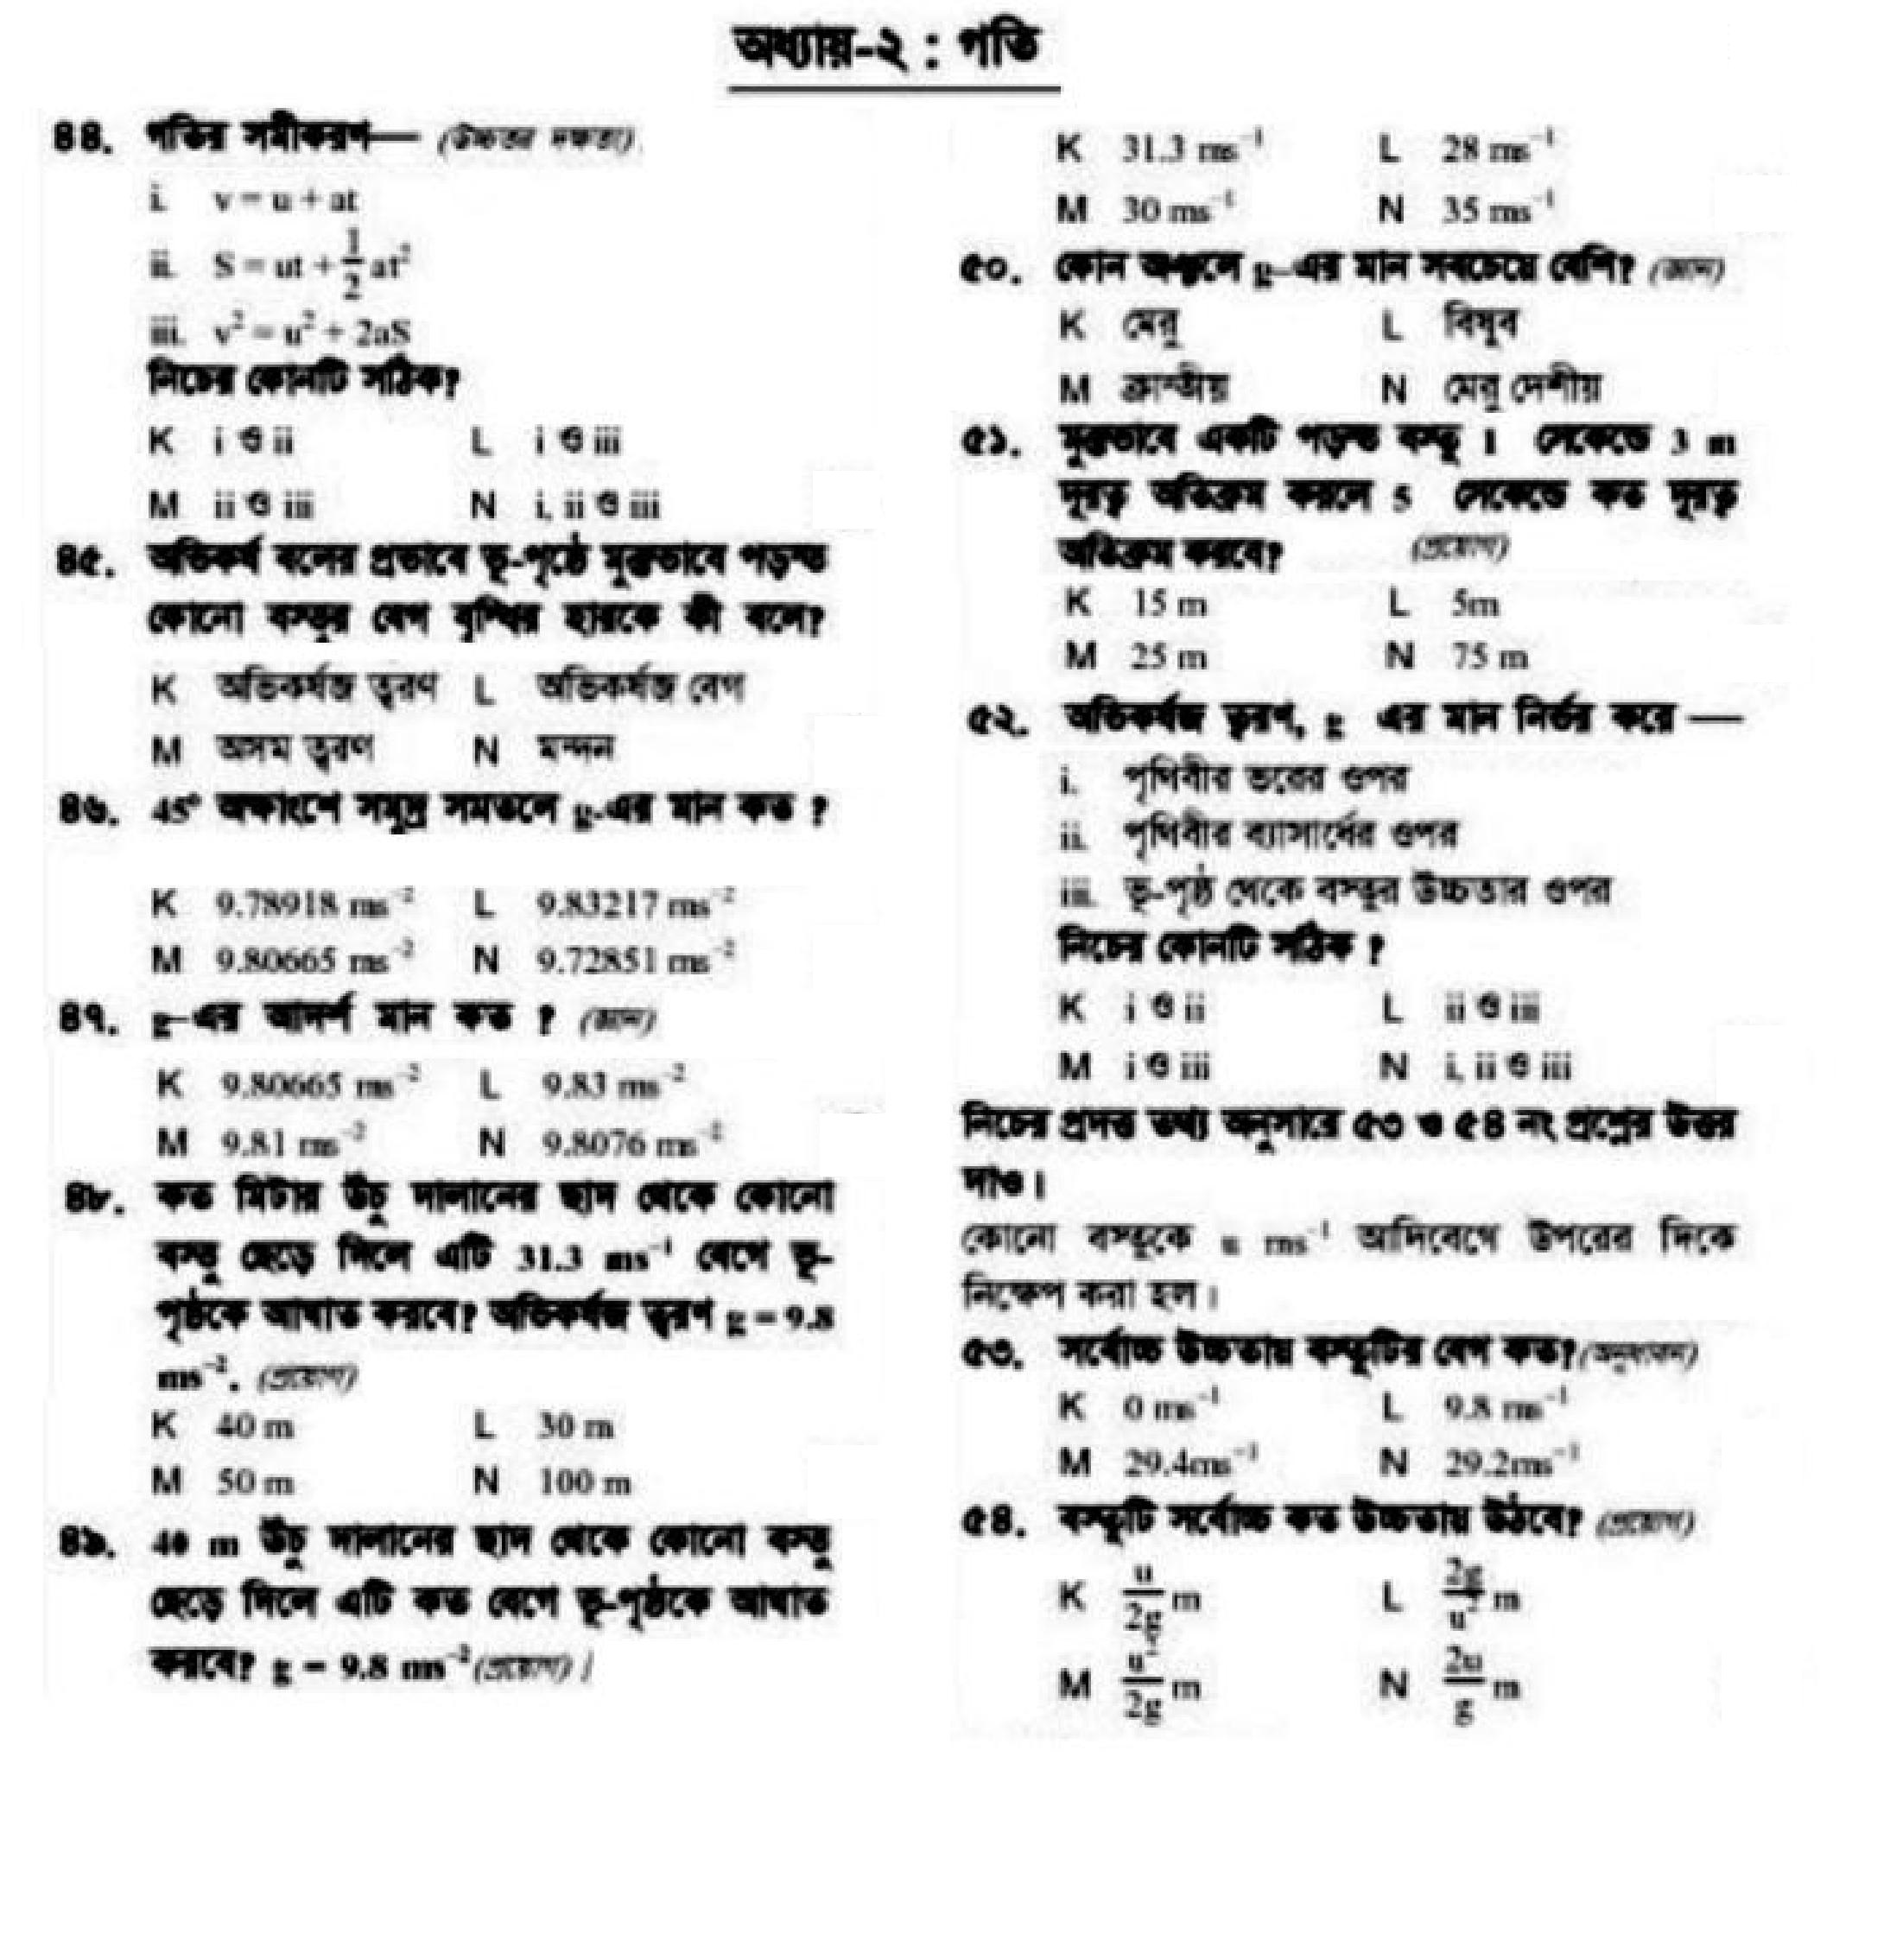 অধ্যায়-২ : গতি
৪৪. গতির সমীকরণ— (উচ্চতর দক্ষতা)
i. v = u + at
ii. S = ut + 1/2 at²
iii. v² = u² + 2aS
নিচের কোনটি সঠিক?
K i ও ii L i ও iii
M ii ও iii N i, ii ও iii
৪৫. অভিকর্ষ বলের প্রভাবে ভূ-পৃষ্ঠে মুক্তভাবে পড়ন্ত
কোনো বস্তুর বেগ বৃদ্ধির হারকে কী বলে?
K অভিকর্ষজ ত্বরণ L অভিকর্ষজ বেগ
M অসম ত্বরণ N মন্দন
৪৬. 45° অক্ষাংশে সমুদ্র সমতলে g-এর মান কত ?
K 9.78918 ms⁻² L 9.83217 ms⁻²
M 9.80665 ms⁻² N 9.72851 ms⁻²
৪৭. g–এর আদর্শ মান কত ? (জ্ঞান)
K 9.80665 ms⁻² L 9.83 ms⁻²
M 9.81 ms⁻² N 9.8076 ms⁻²
৪৮. কত মিটার উঁচু দালানের ছাদ থেকে কোনো
বস্তু ছেড়ে দিলে এটি 31.3 ms⁻¹ বেগে ভূ-
পৃষ্ঠকে আঘাত করবে? অভিকর্ষজ ত্বরণ g = 9.8
ms⁻². (প্রয়োগ)
K 40 m L 30 m
M 50 m N 100 m
৪৯. 40 m উঁচু দালানের ছাদ থেকে কোনো বস্তু
ছেড়ে দিলে এটি কত বেগে ভূ-পৃষ্ঠকে আঘাত
করবে? g = 9.8 ms⁻² (প্রয়োগ)
K 31.3 ms⁻¹ L 28 ms⁻¹
M 30 ms⁻¹ N 35 ms⁻¹
৫০. কোন অঞ্চলে g–এর মান সবচেয়ে বেশি? (জ্ঞান)
K মেরু L বিষুব
M ক্রান্তীয় N মেরু দেশীয়
৫১. মুক্তভাবে একটি পড়ন্ত বস্তু 1 সেকেন্ডে 3 m
দূরত্ব অতিক্রম করলে 5 সেকেন্ডে কত দূরত্ব
অতিক্রম করবে? (প্রয়োগ)
K 15 m L 5m
M 25 m N 75 m
৫২. অভিকর্ষজ ত্বরণ, g এর মান নির্ভর করে —
i. পৃথিবীর ভরের ওপর
ii. পৃথিবীর ব্যাসার্ধের ওপর
iii. ভূ-পৃষ্ঠ থেকে বস্তুর উচ্চতার ওপর
নিচের কোনটি সঠিক ?
K i ও ii L ii ও iii
M i ও iii N i, ii ও iii
নিচের প্রদত্ত তথ্য অনুসারে ৫৩ ও ৫৪ নং প্রশ্নের উত্তর
দাও।
কোনো বস্তুকে u ms⁻¹ আদিবেগে উপরের দিকে
নিক্ষেপ করা হল।
৫৩. সর্বোচ্চ উচ্চতায় বস্তুটির বেগ কত? (অনুধাবন)
K 0 ms⁻¹ L 9.8 ms⁻¹
M 29.4ms⁻¹ N 29.2ms⁻¹
৫৪. বস্তুটি সর্বোচ্চ কত উচ্চতায় উঠবে? (প্রয়োগ)
K u/2g m L 2g/u² m
M u²/2g m N 2u/g m